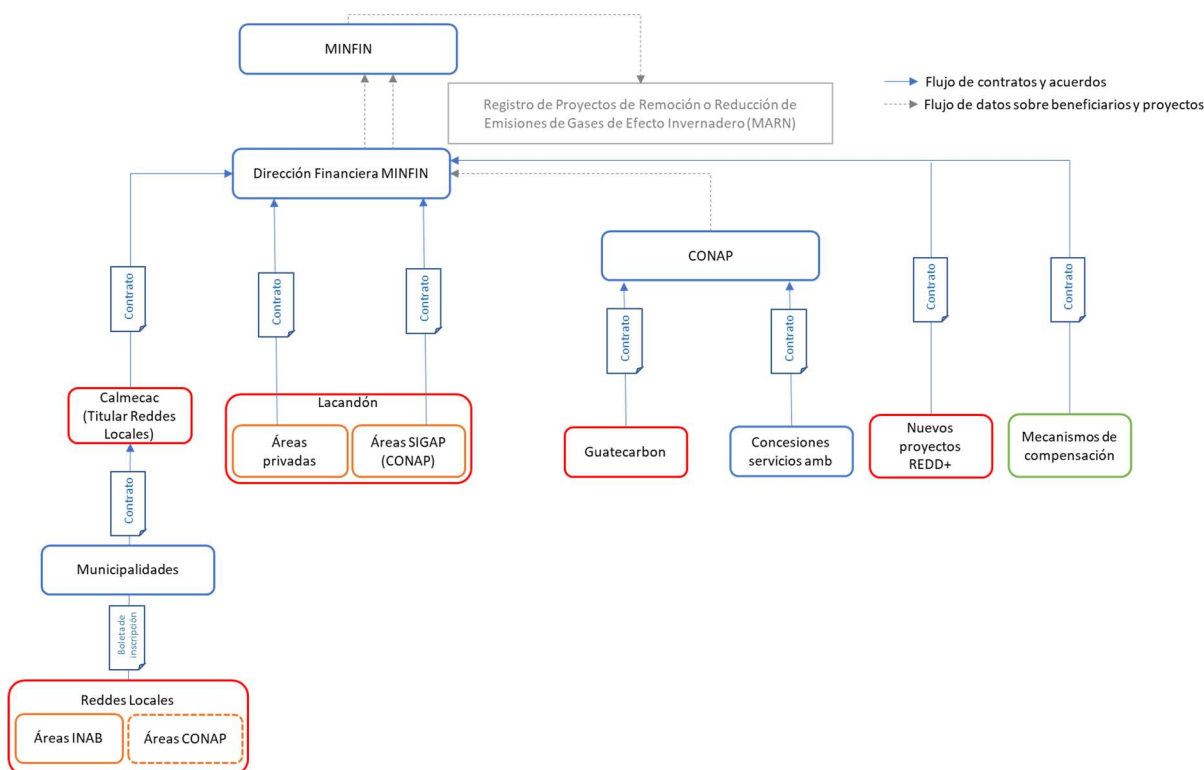 MINFIN
Flujo de contratos y acuerdos
Flujo de datos sobre beneficiarios y proyectos
Registro de Proyectos de Remoción o Reducción de
Emisiones de Gases de Efecto Invernadero (MARN)
Dirección Financiera MINFIN
CONAP
Contrato
Contrato
Contrato
Contrato
Contrato
Contrato
Contrato
Calmecac
(Titular Reddes
Locales)
Lacandón
Áreas
privadas
Áreas SIGAP
(CONAP)
Guatecarbon
Concesiones
servicios amb
Nuevos
proyectos
REDD+
Mecanismos de
compensación
Contrato
Municipalidades
Boleta de
inscripción
Reddes Locales
Áreas INAB
Áreas CONAP